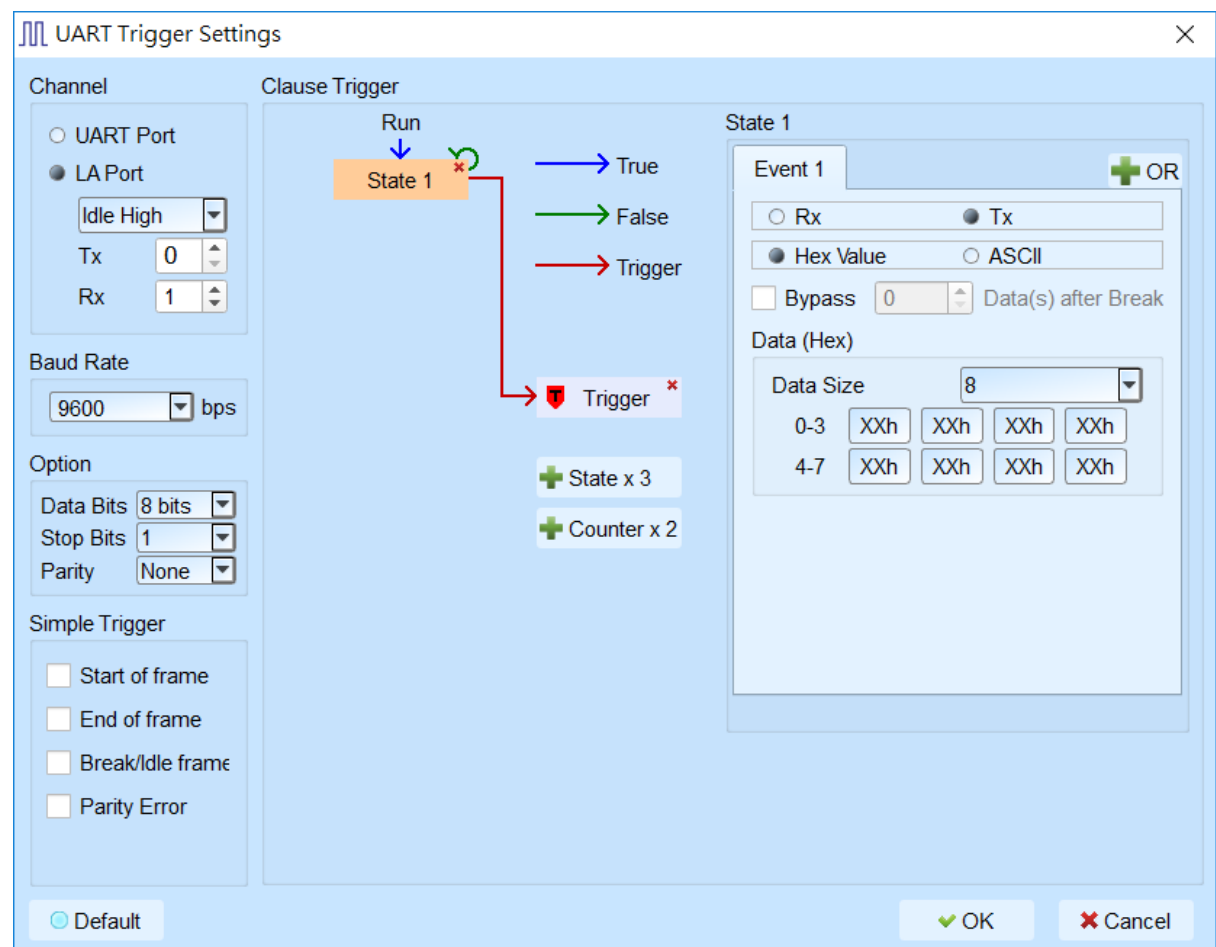 UART Trigger Settings
Channel
UART Port
LA Port
Idle High
Tx 0
Rx 1
Baud Rate
9600 bps
Option
Data Bits 8 bits
Stop Bits 1
Parity None
Simple Trigger
Start of frame
End of frame
Break/Idle frame
Parity Error
Clause Trigger
Run
State 1
True
False
Trigger
T Trigger
State x 3
Counter x 2
State 1
Event 1
OR
Rx Tx
Hex Value ASCII
Bypass 0 Data(s) after Break
Data (Hex)
Data Size 8
0-3 XXh XXh XXh XXh
4-7 XXh XXh XXh XXh
Default
OK
Cancel